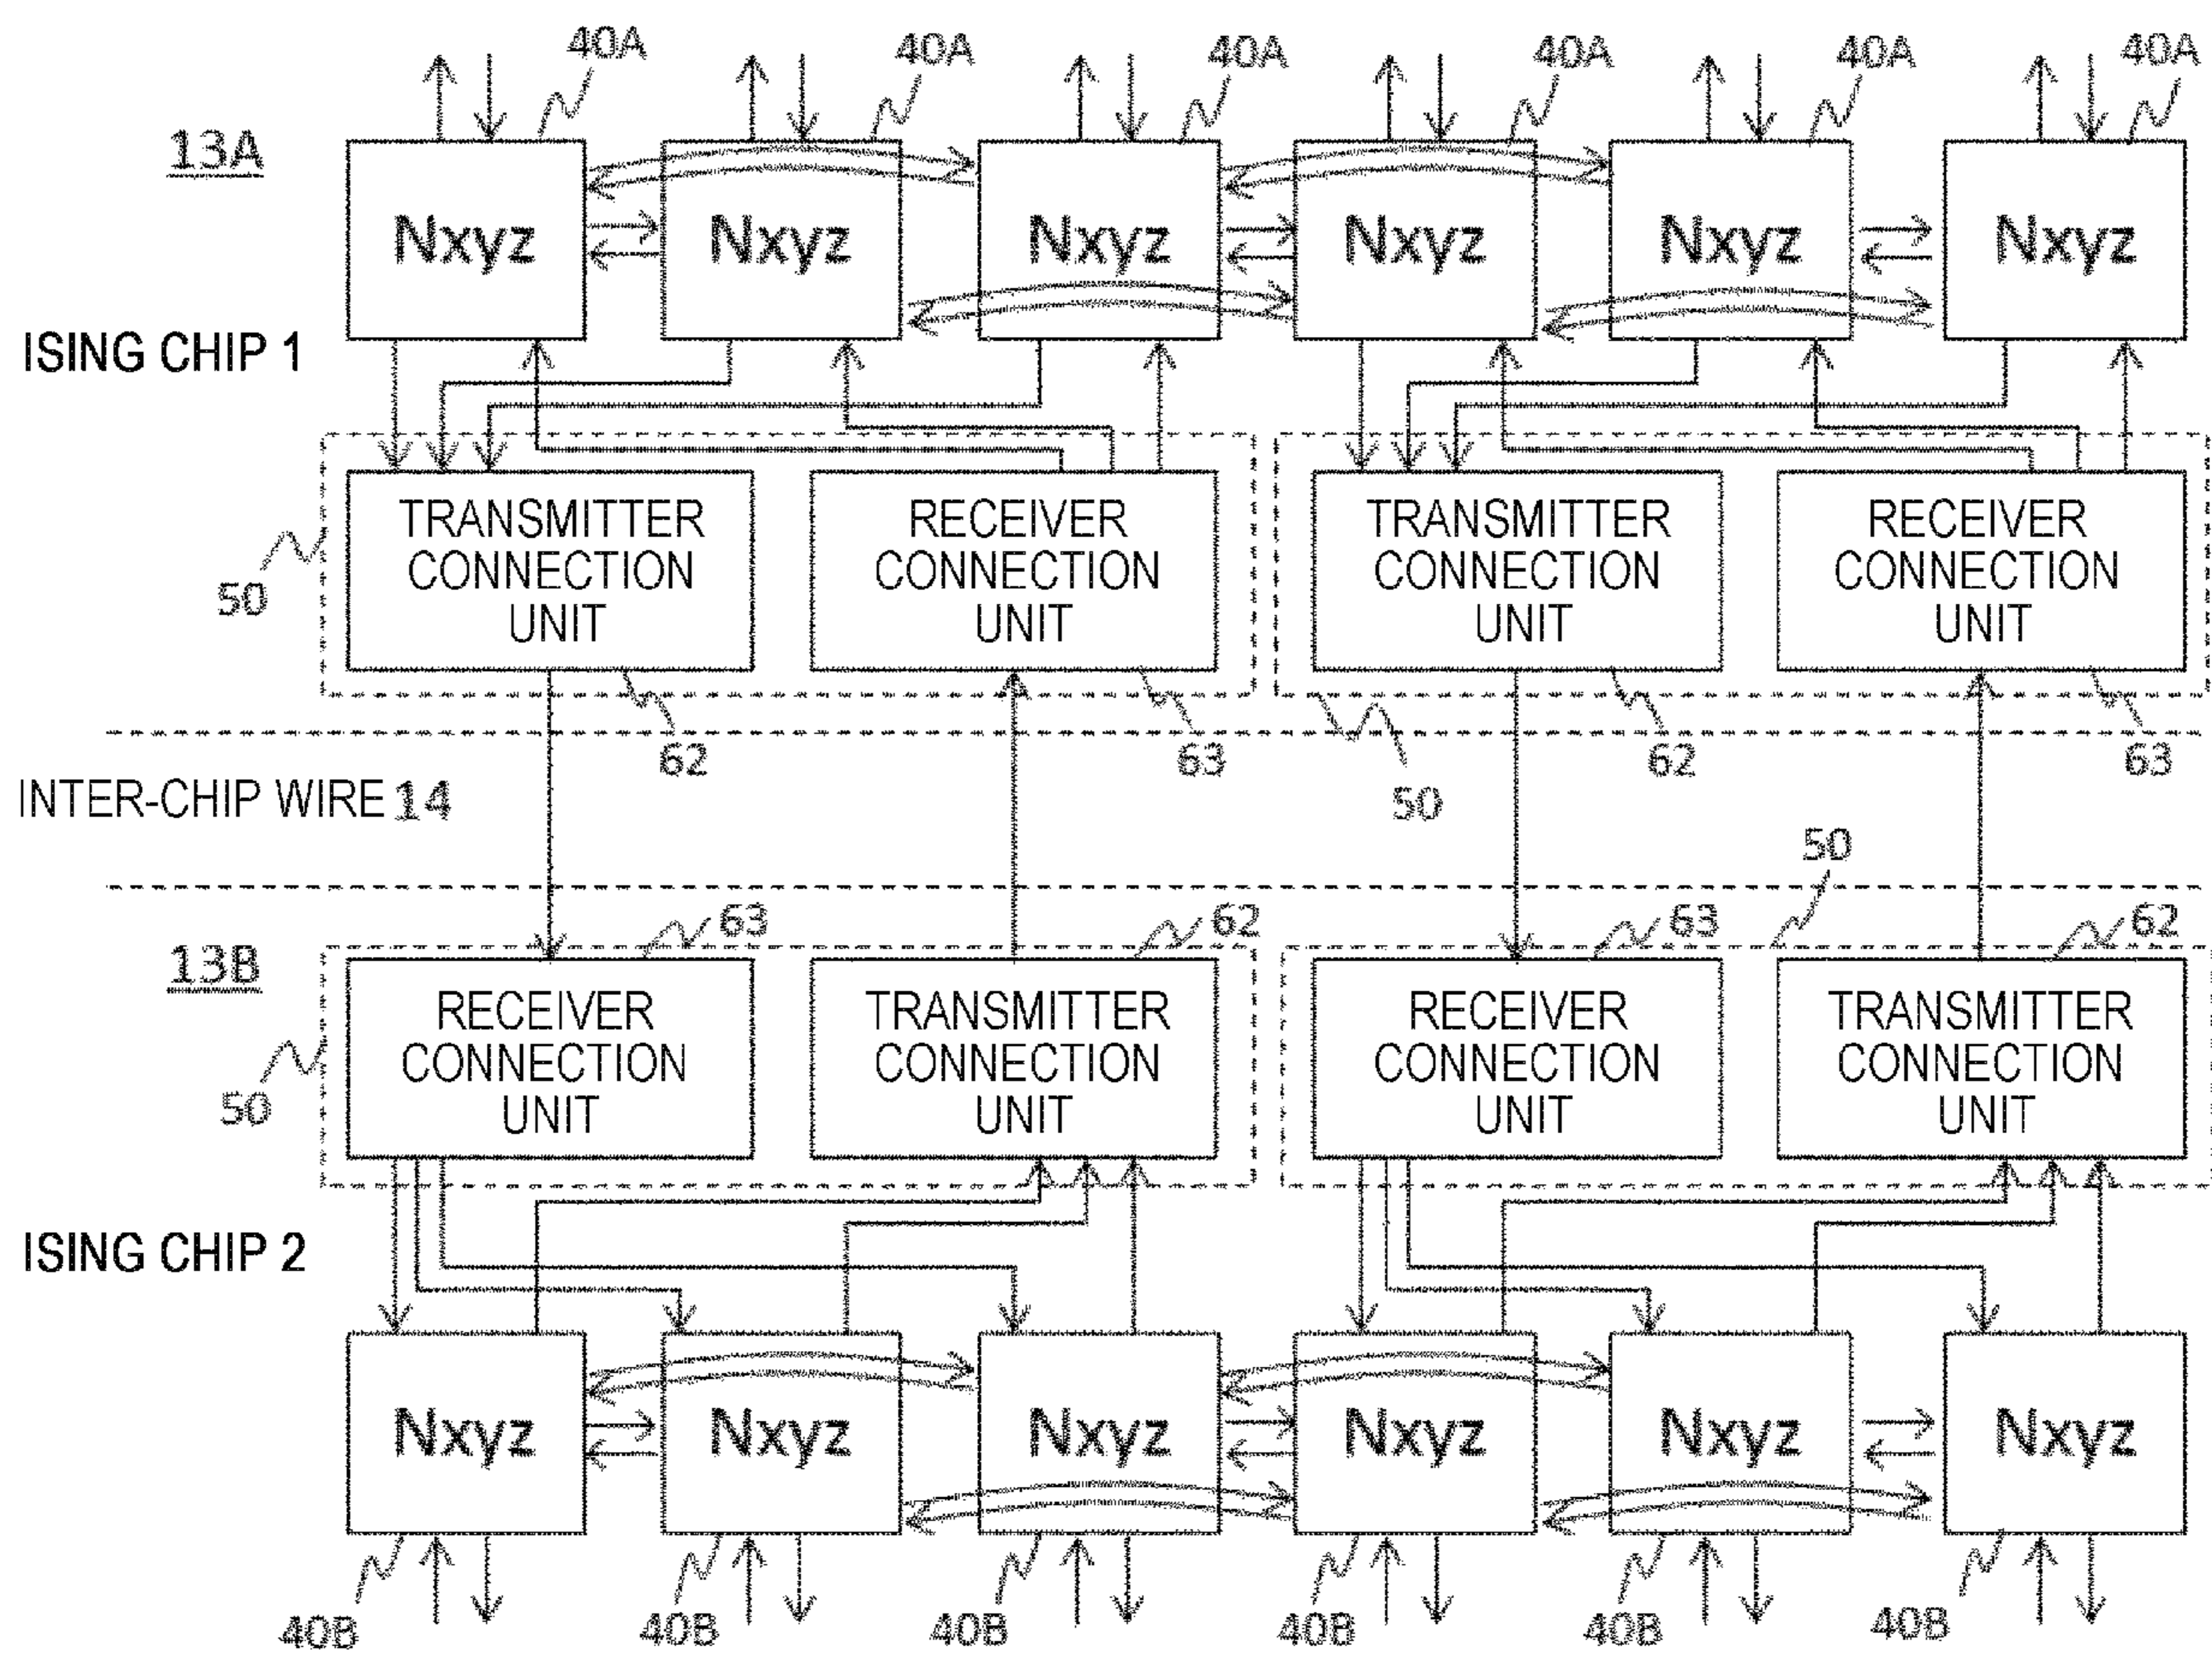 40A 40A 40A 40A 40A 40A
13A
Nxyz Nxyz Nxyz Nxyz Nxyz Nxyz
ISING CHIP 1
TRANSMITTER
CONNECTION
UNIT
RECEIVER
CONNECTION
UNIT
TRANSMITTER
CONNECTION
UNIT
RECEIVER
CONNECTION
UNIT
50
62 63 62 63
INTER-CHIP WIRE 14
50
50
63 62 63 62
13B
RECEIVER
CONNECTION
UNIT
TRANSMITTER
CONNECTION
UNIT
RECEIVER
CONNECTION
UNIT
TRANSMITTER
CONNECTION
UNIT
50
ISING CHIP 2
Nxyz Nxyz Nxyz Nxyz Nxyz Nxyz
40B 40B 40B 40B 40B 40B